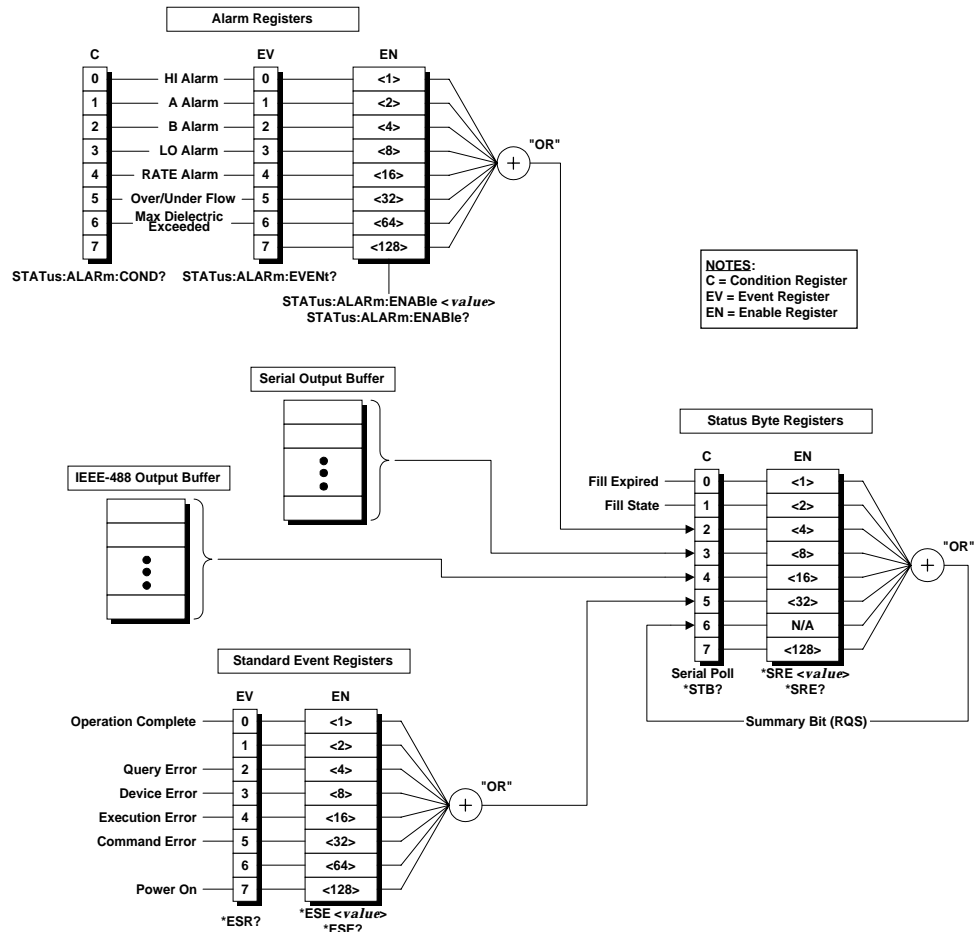 Alarm Registers
C EV EN
0 HI Alarm 0 <1>
1 A Alarm 1 <2>
2 B Alarm 2 <4>
3 LO Alarm 3 <8>
4 RATE Alarm 4 <16>
5 Over/Under Flow 5 <32>
6 Max Dielectric Exceeded 6 <64>
7 7 <128>
"OR"
+
STATus:ALARm:COND? STATus:ALARm:EVENt?
STATus:ALARm:ENABle <value>
STATus:ALARm:ENABle?
NOTES:
C = Condition Register
EV = Event Register
EN = Enable Register
Serial Output Buffer
IEEE-488 Output Buffer
Status Byte Registers
C EN
Fill Expired 0 <1>
Fill State 1 <2>
2 <4>
3 <8>
4 <16>
5 <32>
6 N/A
7 <128>
"OR"
+
Serial Poll
*STB?
*SRE <value>
*SRE?
Summary Bit (RQS)
Standard Event Registers
EV EN
Operation Complete 0 <1>
1 <2>
Query Error 2 <4>
Device Error 3 <8>
Execution Error 4 <16>
Command Error 5 <32>
6 <64>
Power On 7 <128>
"OR"
+
*ESR?
*ESE <value>
*ESE?